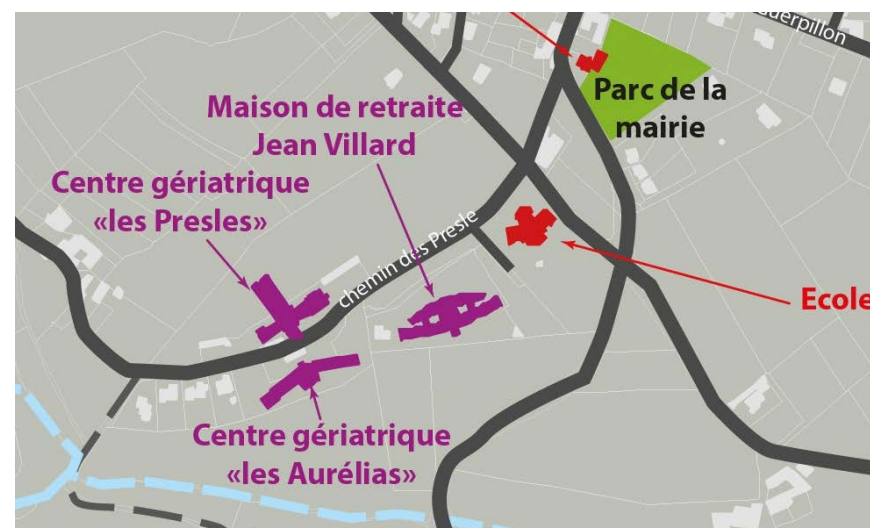 uerpillon
Parc de la
mairie
Maison de retraite
Jean Villard
Centre gériatrique
«les Presles»
chemin des Presle
Ecole
Centre gériatrique
«les Aurélias»